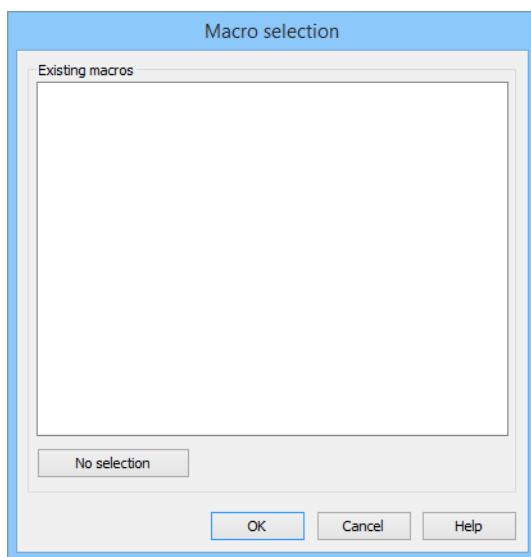 Macro selection
Existing macros
No selection
OK
Cancel
Help